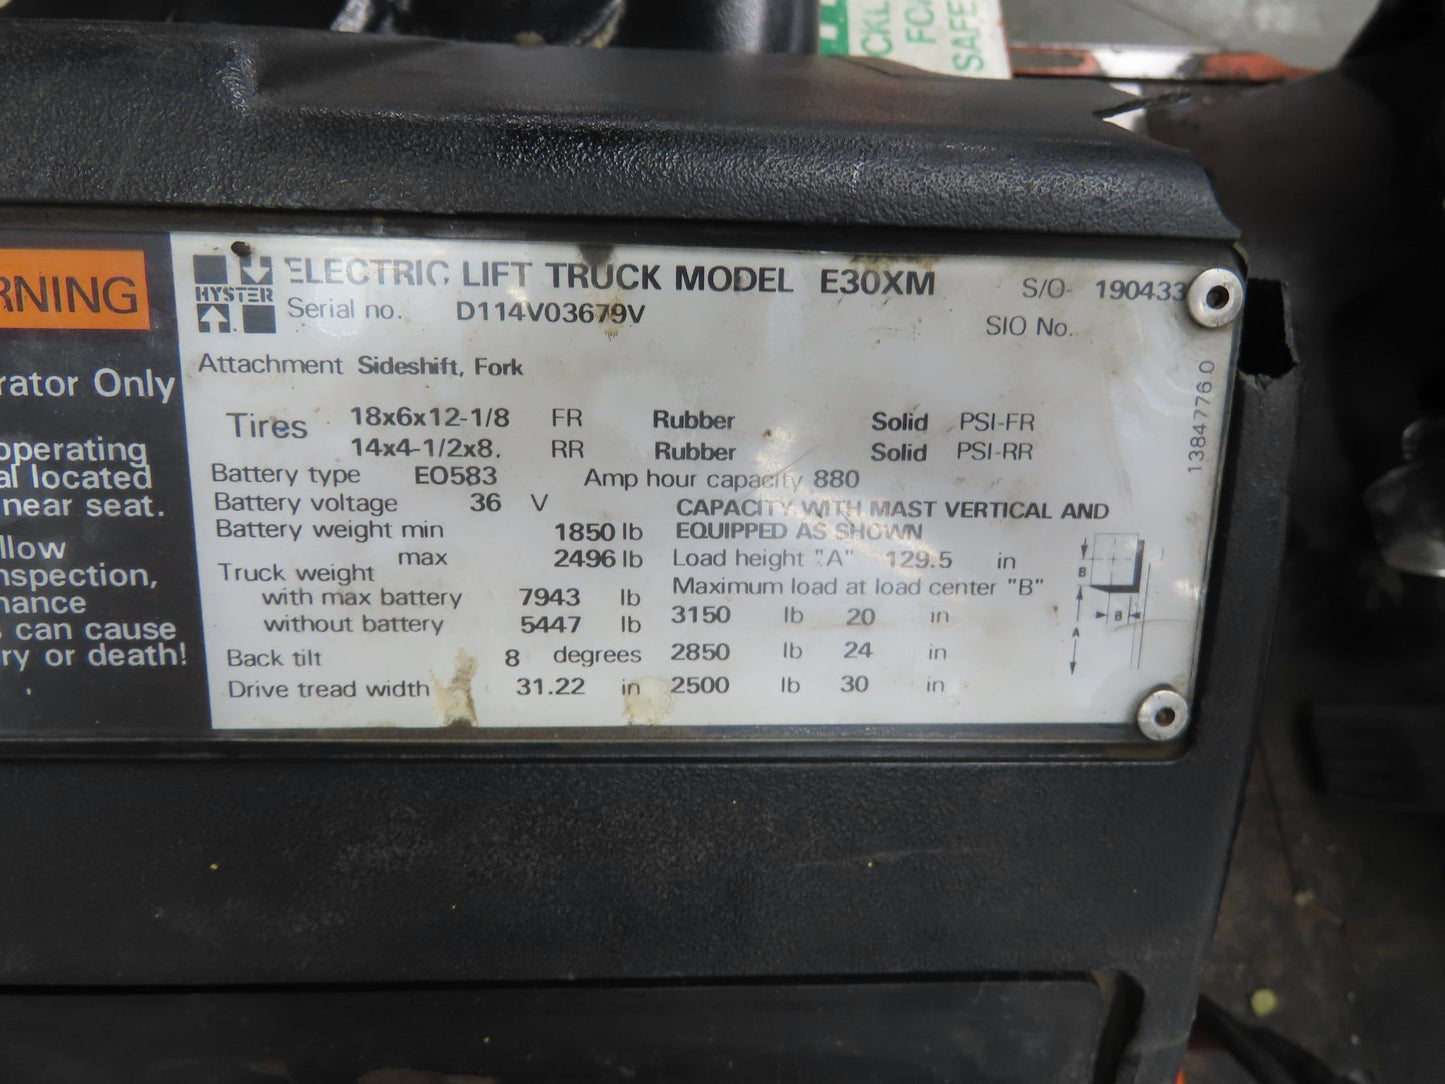 CKL
FCA
SAFE
RNING
rator Only
operating
al located
near seat.
llow
nspection,
nance
s can cause
ry or death!
HYSTER
ELECTRIC LIFT TRUCK MODEL E30XM S/O- 190433
Serial no. D114V03679V SIO No.
Attachment Sideshift, Fork
Tires 18x6x12-1/8 FR Rubber Solid PSI-FR
14x4-1/2x8. RR Rubber Solid PSI-RR
Battery type EO583 Amp hour capacity 880
Battery voltage 36 V
Battery weight min 1850 lb
max 2496 lb
Truck weight
with max battery 7943 lb
without battery 5447 lb
Back tilt 8 degrees
Drive tread width 31.22 in
CAPACITY WITH MAST VERTICAL AND
EQUIPPED AS SHOWN
Load height "A" 129.5 in
Maximum load at load center "B"
3150 lb 20 in
2850 lb 24 in
2500 lb 30 in
B
B
A
1384776.0